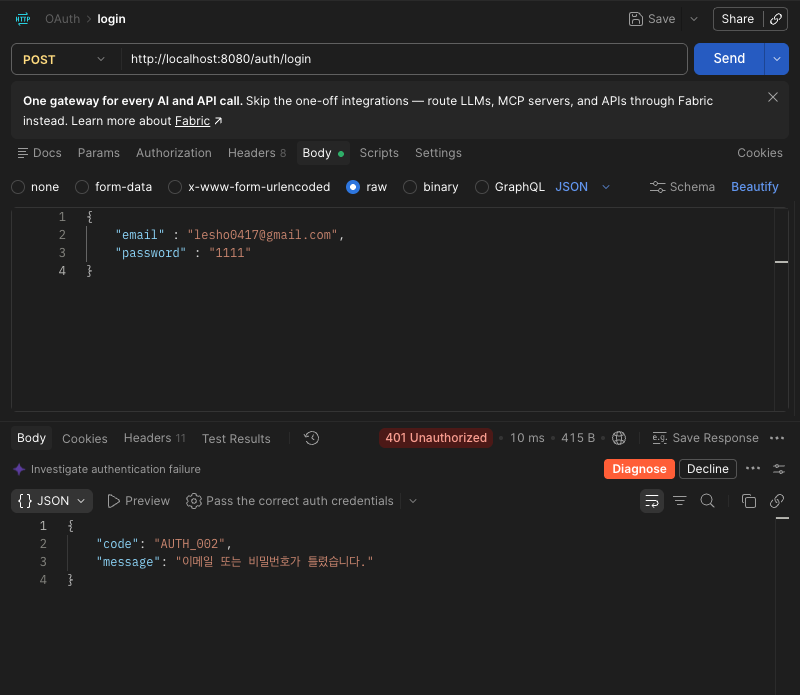 HTTP OAuth > login Save Share
POST http://localhost:8080/auth/login Send
One gateway for every AI and API call. Skip the one-off integrations — route LLMs, MCP servers, and APIs through Fabric
instead. Learn more about Fabric ↗
Docs Params Authorization Headers 8 Body Scripts Settings Cookies
none form-data x-www-form-urlencoded raw binary GraphQL JSON Schema Beautify
1 {
2 "email" : "lesho0417@gmail.com",
3 "password" : "1111"
4 }
Body Cookies Headers 11 Test Results 401 Unauthorized • 10 ms • 415 B • e.g. Save Response
Investigate authentication failure Diagnose Decline
{} JSON Preview Pass the correct auth credentials
1 {
2 "code": "AUTH_002",
3 "message": "이메일 또는 비밀번호가 틀렸습니다."
4 }